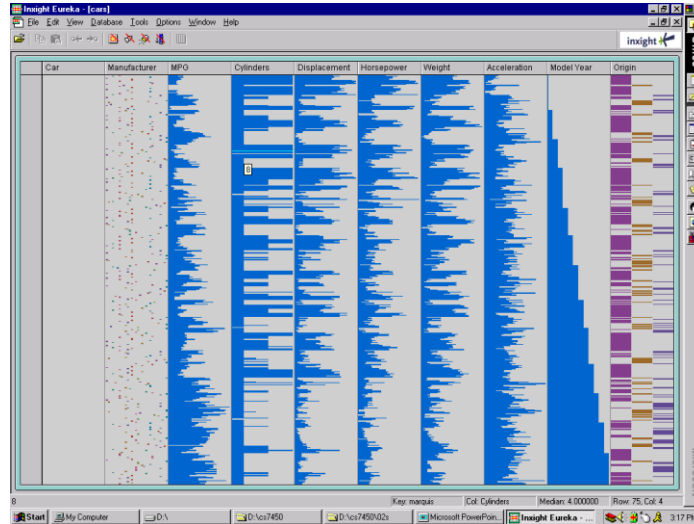 Inxight Eureka - [cars]
File Edit View Database Tools Options Window Help
inxight
Car Manufacturer MPG Cylinders Displacement Horsepower Weight Acceleration Model Year Origin
8
8 Key: marquis Col: Cylinders Median: 4.000000 Row: 75, Col: 4
Start My Computer D:\ D:\cs7450 D:\cs7450\02s Microsoft PowerPoin... Inxight Eureka - ... 3:17 P